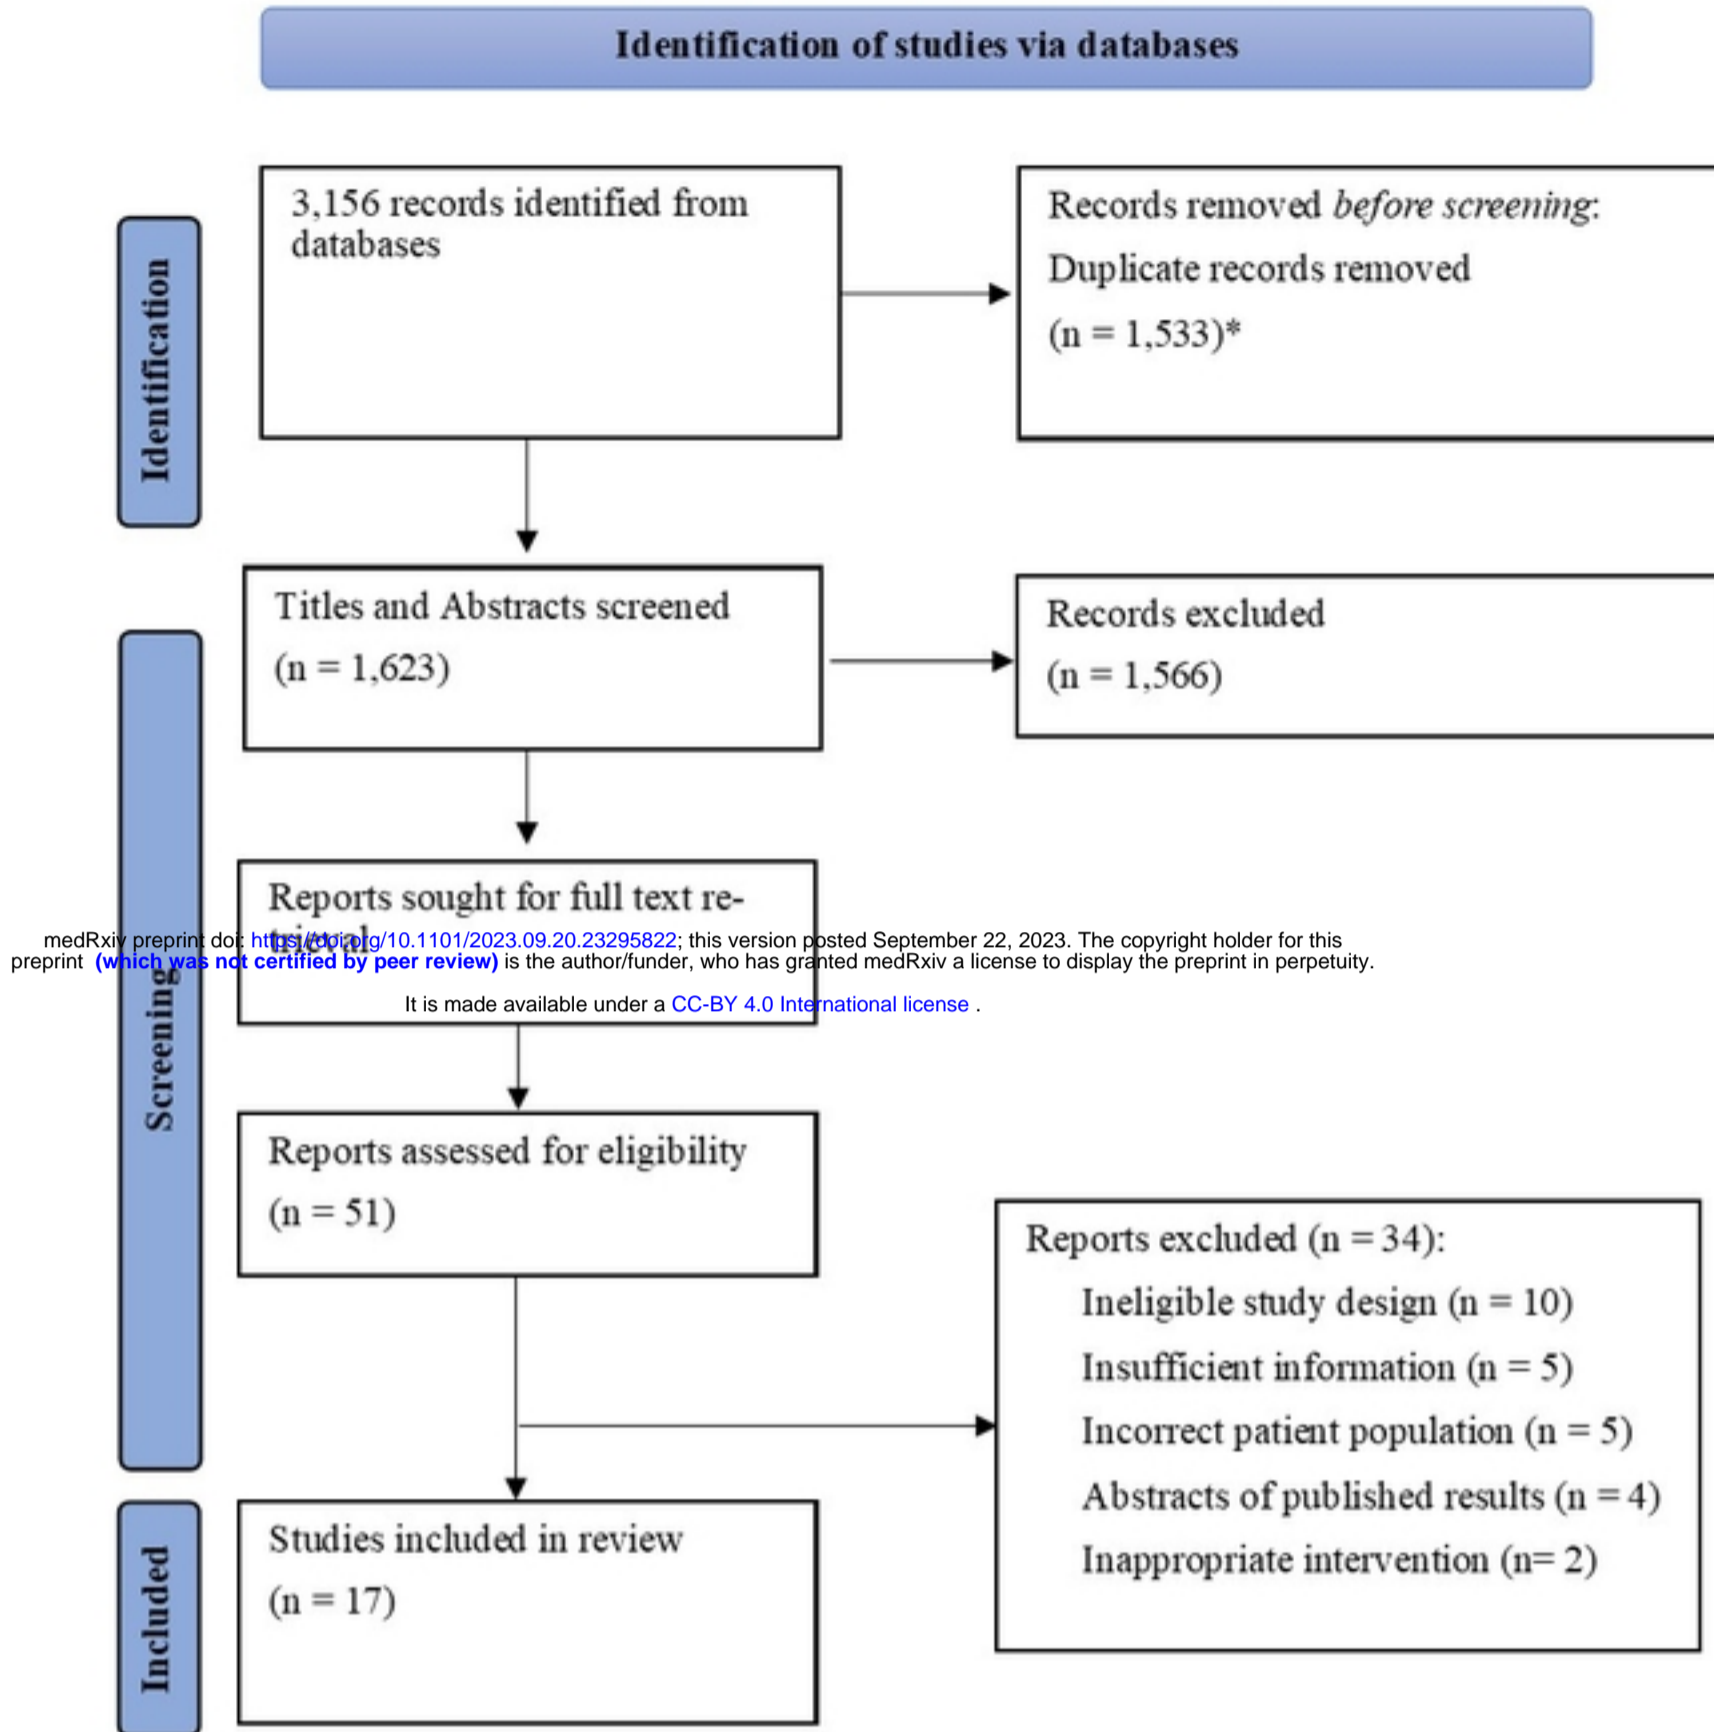 Identification of studies via databases
Identification
3,156 records identified from
databases
Records removed before screening:
Duplicate records removed
(n = 1,533)*
Screening
Titles and Abstracts screened
(n = 1,623)
Records excluded
(n = 1,566)
Reports sought for full text re-
trieval
medRxiv preprint doi: https://doi.org/10.1101/2023.09.20.23295822; this version posted September 22, 2023. The copyright holder for this
preprint (which was not certified by peer review) is the author/funder, who has granted medRxiv a license to display the preprint in perpetuity.
It is made available under a CC-BY 4.0 International license .
Reports assessed for eligibility
(n = 51)
Reports excluded (n = 34):
Ineligible study design (n = 10)
Insufficient information (n = 5)
Incorrect patient population (n = 5)
Abstracts of published results (n = 4)
Inappropriate intervention (n= 2)
Included
Studies included in review
(n = 17)